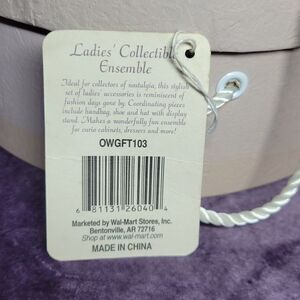 Ladies' Collectible
Ensemble
Ideal for collectors of nostalgia, this stylish
set of ladies' accessories is reminiscent of
fashion days gone by. Coordinating pieces
include handbag, shoe and hat with display
stand. Makes a wonderfully fun ensemble
for curio cabinets, dressers and more!
OWGFT103
6 81131 26040 4
Marketed by Wal-Mart Stores, Inc.
Bentonville, AR 72716
Shop at www.wal-mart.com
MADE IN CHINA